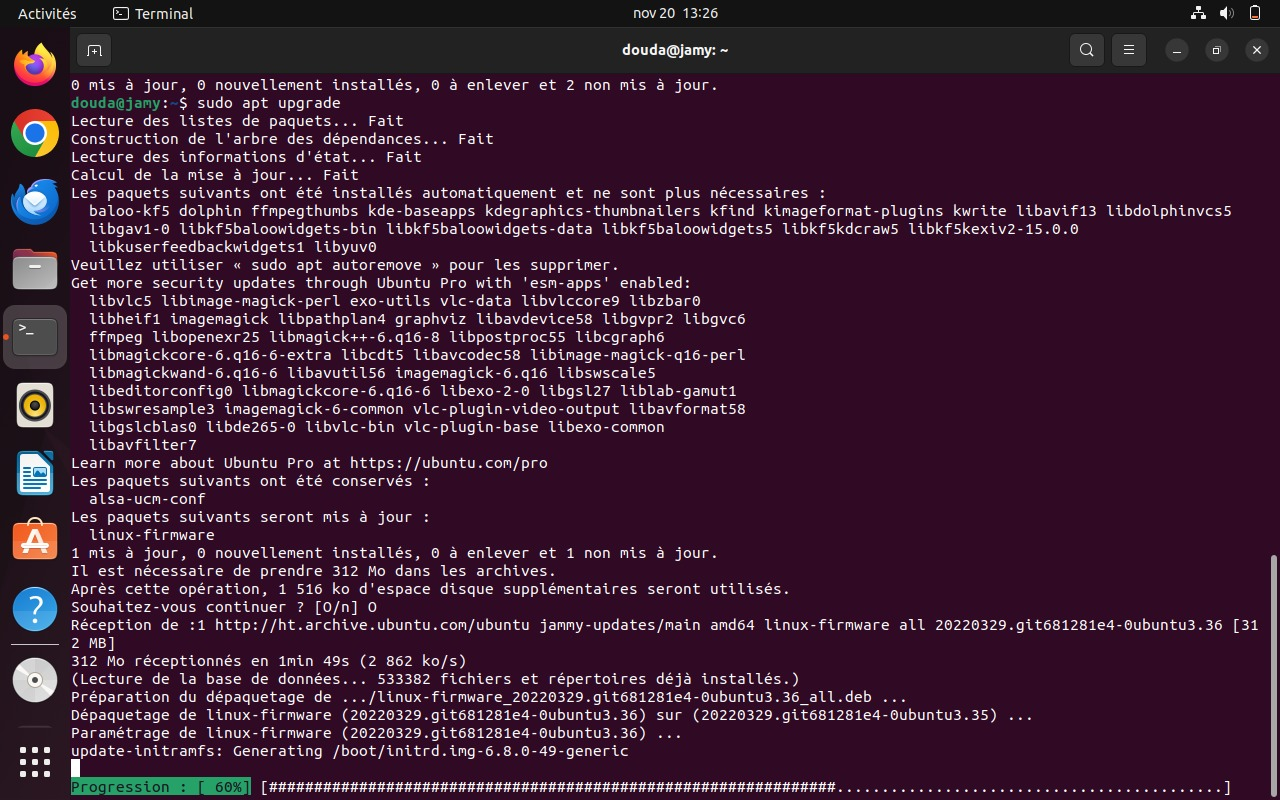 Activités Terminal nov 20 13:26
douda@jamy: ~
0 mis à jour, 0 nouvellement installés, 0 à enlever et 2 non mis à jour.
douda@jamy:~$ sudo apt upgrade
Lecture des listes de paquets... Fait
Construction de l'arbre des dépendances... Fait
Lecture des informations d'état... Fait
Calcul de la mise à jour... Fait
Les paquets suivants ont été installés automatiquement et ne sont plus nécessaires :
baloo-kf5 dolphin ffmpegthumbs kde-baseapps kdegraphics-thumbnailers kfind kimageformat-plugins kwrite libavif13 libdolphinvcs5
libgav1-0 libkf5baloowidgets-bin libkf5baloowidgets-data libkf5baloowidgets5 libkf5kdcraw5 libkf5kexiv2-15.0.0
libkuserfeedbackwidgets1 libyuv0
Veuillez utiliser « sudo apt autoremove » pour les supprimer.
Get more security updates through Ubuntu Pro with 'esm-apps' enabled:
libvlc5 libimage-magick-perl exo-utils vlc-data libvlccore9 libzbar0
libheif1 imagemagick libpathplan4 graphviz libavdevice58 libgvpr2 libgvc6
ffmpeg libopenexr25 libmagick++-6.q16-8 libpostproc55 libcgraph6
libmagickcore-6.q16-6-extra libcdt5 libavcodec58 libimage-magick-q16-perl
libmagickwand-6.q16-6 libavutil56 imagemagick-6.q16 libswscale5
libeditorconfig0 libmagickcore-6.q16-6 libexo-2-0 libgsl27 liblab-gamut1
libswresample3 imagemagick-6-common vlc-plugin-video-output libavformat58
libgslcblas0 libde265-0 libvlc-bin vlc-plugin-base libexo-common
libavfilter7
Learn more about Ubuntu Pro at https://ubuntu.com/pro
Les paquets suivants ont été conservés :
alsa-ucm-conf
Les paquets suivants seront mis à jour :
linux-firmware
1 mis à jour, 0 nouvellement installés, 0 à enlever et 1 non mis à jour.
Il est nécessaire de prendre 312 Mo dans les archives.
Après cette opération, 1 516 ko d'espace disque supplémentaires seront utilisés.
Souhaitez-vous continuer ? [O/n] O
Réception de :1 http://ht.archive.ubuntu.com/ubuntu jammy-updates/main amd64 linux-firmware all 20220329.git681281e4-0ubuntu3.36 [31
2 MB]
312 Mo réceptionnés en 1min 49s (2 862 ko/s)
(Lecture de la base de données... 533382 fichiers et répertoires déjà installés.)
Préparation du dépaquetage de .../linux-firmware_20220329.git681281e4-0ubuntu3.36_all.deb ...
Dépaquetage de linux-firmware (20220329.git681281e4-0ubuntu3.36) sur (20220329.git681281e4-0ubuntu3.35) ...
Paramétrage de linux-firmware (20220329.git681281e4-0ubuntu3.36) ...
update-initramfs: Generating /boot/initrd.img-6.8.0-49-generic
Progression : [ 60%] [###############################################################...........................................]